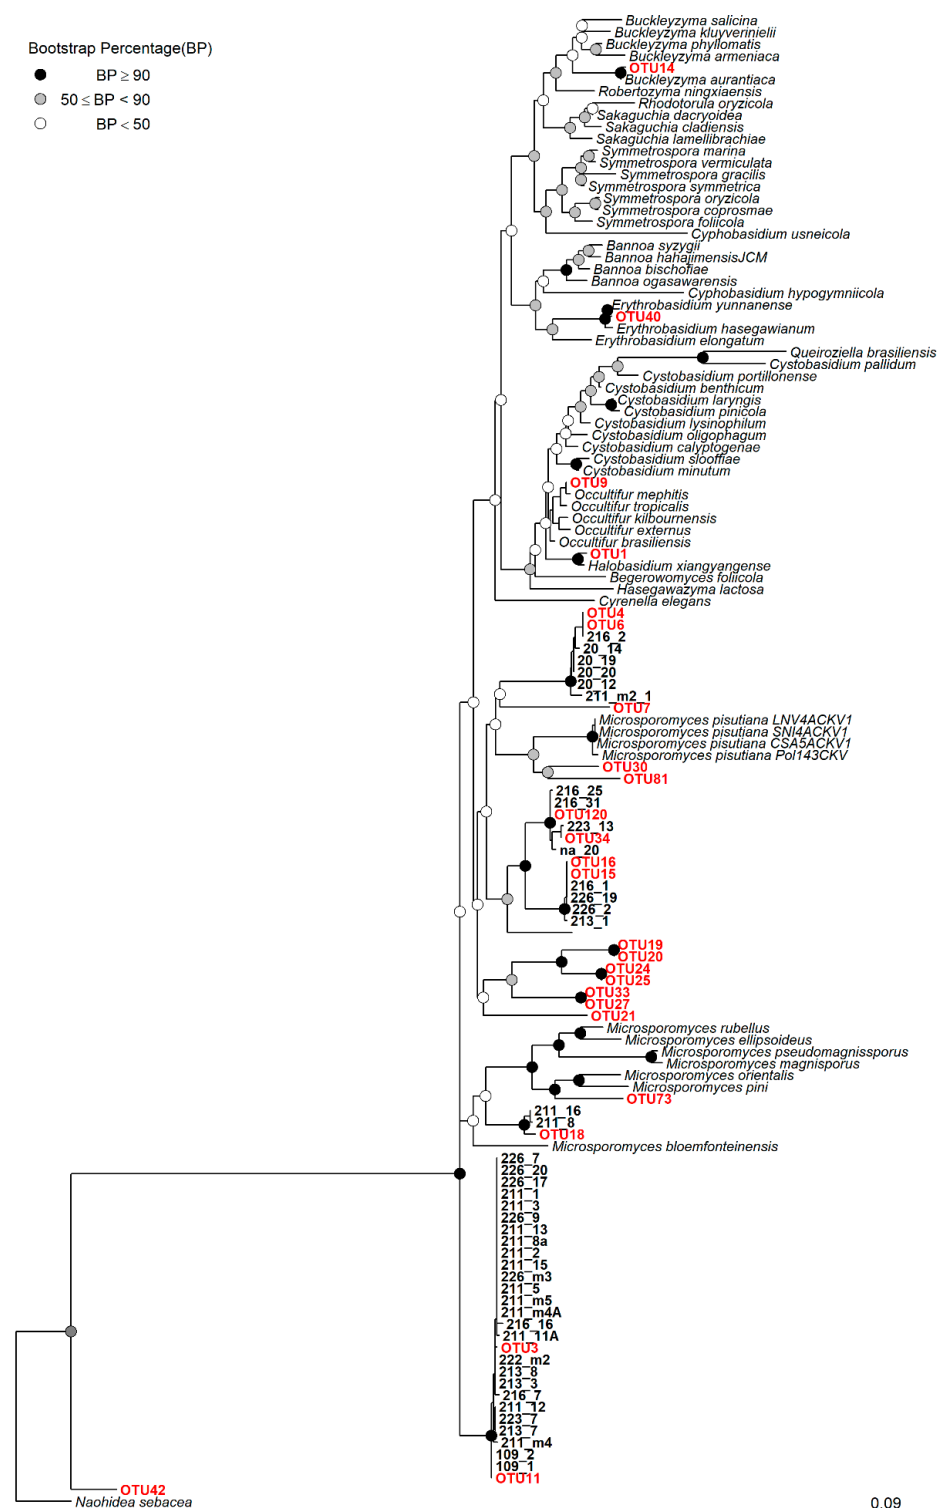 Bootstrap Percentage(BP)
BP ≥ 90
50 ≤ BP < 90
BP < 50
Buckleyzyma salicina
Buckleyzyma kluyverinielii
Buckleyzyma phyllomatis
Buckleyzyma armeniaca
OTU14
Buckleyzyma aurantiaca
Robertozyma ningxiaensis
Rhodotorula oryzicola
Sakaguchia dacryoidea
Sakaguchia cladiensis
Sakaguchia lamellibrachiae
Symmetrospora marina
Symmetrospora vermiculata
Symmetrospora gracilis
Symmetrospora symmetrica
Symmetrospora oryzicola
Symmetrospora coprosmae
Symmetrospora foliicola
Cyphobasidium usneicola
Bannoa syzygii
Bannoa hahajimensisJCM
Bannoa bischofiae
Bannoa ogasawarensis
Cyphobasidium hypogymniicola
Erythrobasidium yunnanense
OTU40
Erythrobasidium hasegawianum
Erythrobasidium elongatum
Queiroziella brasiliensis
Cystobasidium pallidum
Cystobasidium portillonense
Cystobasidium benthicum
Cystobasidium laryngis
Cystobasidium pinicola
Cystobasidium lysinophilum
Cystobasidium oligophagum
Cystobasidium calyptogenae
Cystobasidium slooffiae
Cystobasidium minutum
OTU9
Occultifur mephitis
Occultifur tropicalis
Occultifur kilbournensis
Occultifur externus
Occultifur brasiliensis
OTU1
Halobasidium xiangyangense
Begerowomyces foliicola
Hasegawazyma lactosa
Cyrenella elegans
OTU4
OTU6
216_2
20_14
20_19
20_20
20_12
211_m2_1
OTU7
Microsporomyces pisutiana LNV4ACKV1
Microsporomyces pisutiana SNI4ACKV1
Microsporomyces pisutiana CSA5ACKV1
Microsporomyces pisutiana Pol143CKV
OTU30
OTU81
216_25
216_31
OTU120
223_13
OTU34
na_20
OTU16
OTU15
216_1
226_19
226_2
213_1
OTU19
OTU20
OTU24
OTU25
OTU33
OTU27
OTU21
Microsporomyces rubellus
Microsporomyces ellipsoideus
Microsporomyces pseudomagnissporus
Microsporomyces magnisporus
Microsporomyces orientalis
Microsporomyces pini
OTU73
211_16
211_8
OTU18
Microsporomyces bloemfonteinensis
226_7
226_20
226_17
211_1
211_3
226_9
211_13
211_8a
211_2
211_15
226_m3
211_5
211_m5
211_m4A
216_16
211_11A
OTU3
222_m2
213_8
213_3
216_7
211_12
223_7
213_7
211_m4
109_2
109_1
OTU11
OTU42
Naohidea sebacea
0.09